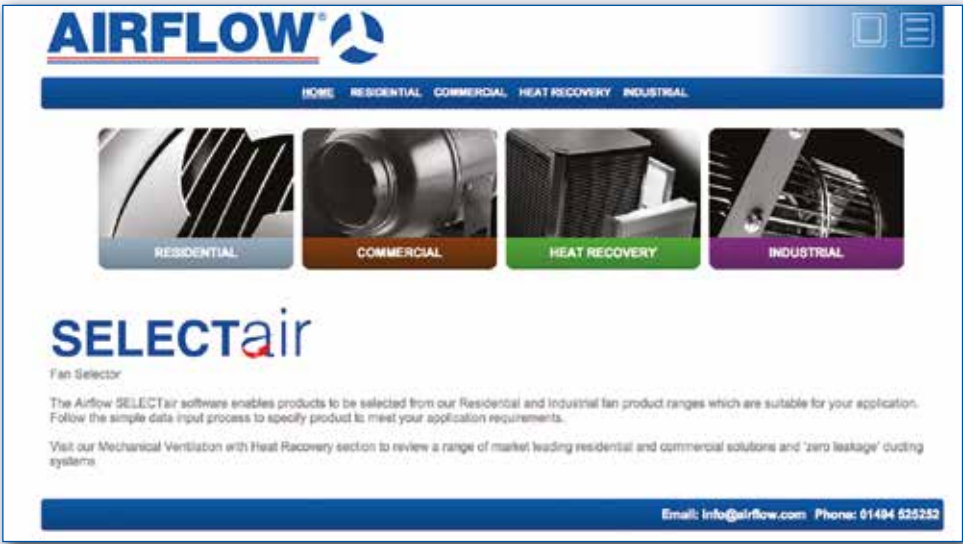 AIRFLOW®
HOME RESIDENTIAL COMMERCIAL HEAT RECOVERY INDUSTRIAL
RESIDENTIAL COMMERCIAL HEAT RECOVERY INDUSTRIAL
SELECTair
Fan Selector
The Airflow SELECTair software enables products to be selected from our Residential and Industrial fan product ranges which are suitable for your application.
Follow the simple data input process to specify product to meet your application requirements.
Visit our Mechanical Ventilation with Heat Recovery section to review a range of market leading residential and commercial solutions and 'zero leakage' ducting
systems
Email: info@airflow.com Phone: 01494 525252